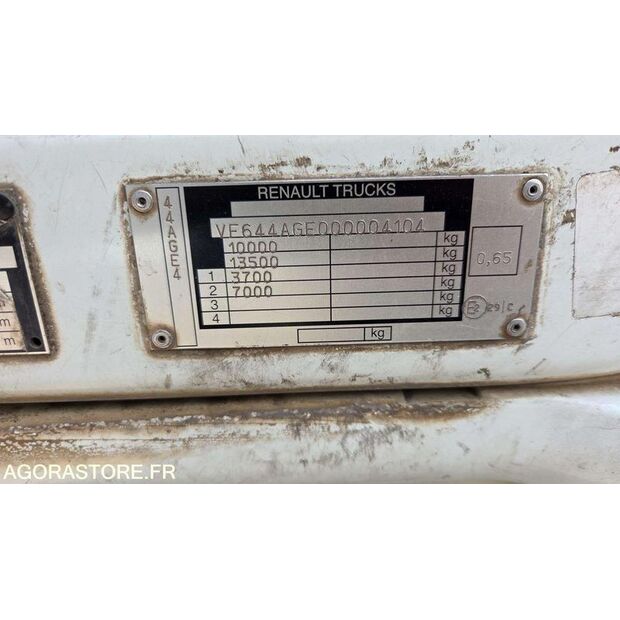 RENAULT TRUCKS
44AGE4
VF644AGE000004104
10000 kg
13500 kg
1 3700 kg
2 7000 kg
3 kg
4 kg
kg
0,65
E2
m
m
AGORASTORE.FR